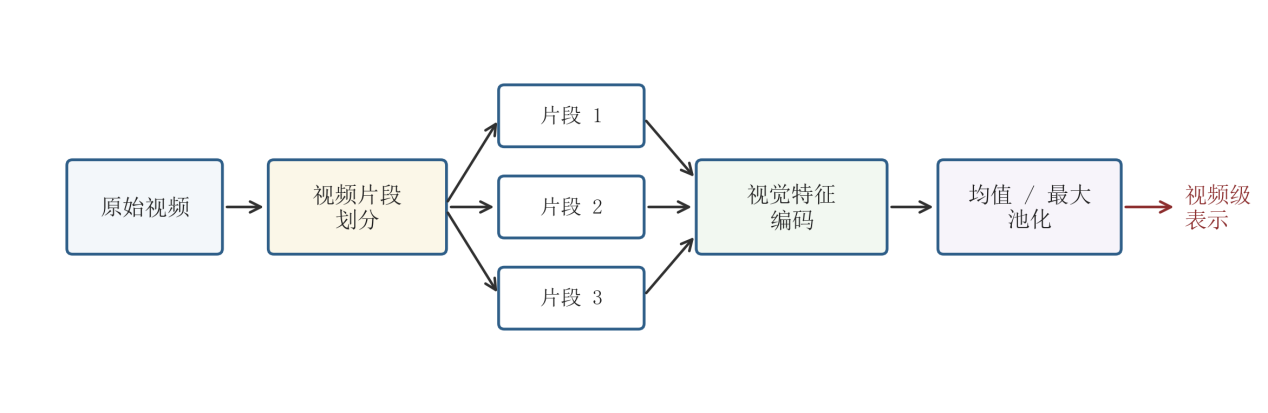 原始视频
视频片段
划分
片段 1
片段 2
片段 3
视觉特征
编码
均值 / 最大
池化
视频级
表示